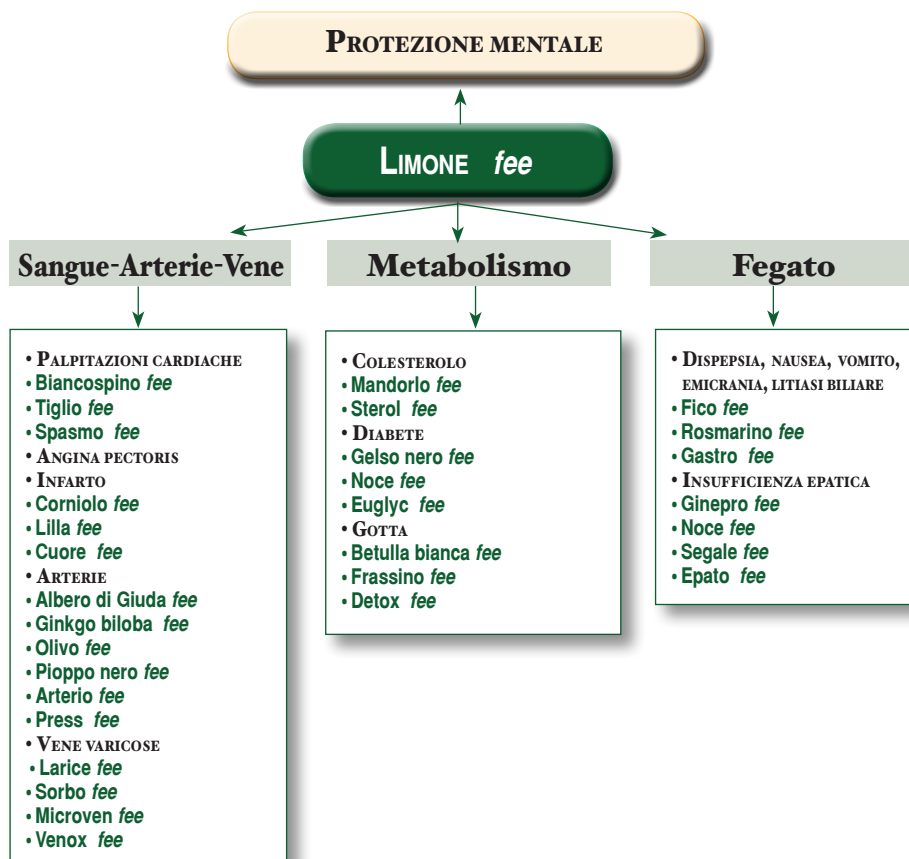 PROTEZIONE MENTALE
LIMONE fee
Sangue-Arterie-Vene
• PALPITAZIONI CARDIACHE
• Biancospino fee
• Tiglio fee
• Spasmo fee
• ANGINA PECTORIS
• INFARTO
• Corniolo fee
• Lilla fee
• Cuore fee
• ARTERIE
• Albero di Giuda fee
• Ginkgo biloba fee
• Olivo fee
• Pioppo nero fee
• Arterio fee
• Press fee
• VENE VARICOSE
• Larice fee
• Sorbo fee
• Microven fee
• Venox fee
Metabolismo
• COLESTEROLO
• Mandorlo fee
• Sterol fee
• DIABETE
• Gelso nero fee
• Noce fee
• Euglyc fee
• GOTTA
• Betulla bianca fee
• Frassino fee
• Detox fee
Fegato
• DISPEPSIA, NAUSEA, VOMITO,
EMICRANIA, LITIASI BILIARE
• Fico fee
• Rosmarino fee
• Gastro fee
• INSUFFICIENZA EPATICA
• Ginepro fee
• Noce fee
• Segale fee
• Epato fee